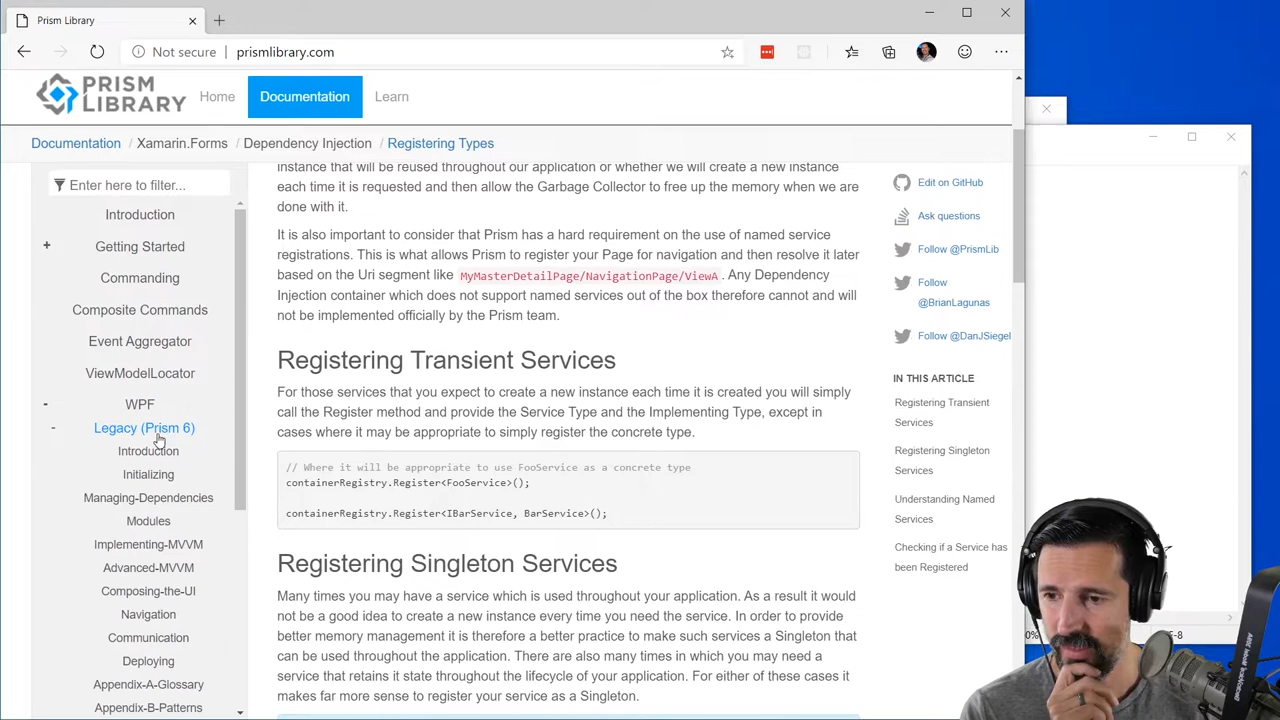 Prism Library
Not secure
prismlibrary.com
PRISM
LIBRARY
Home
Documentation
Learn
Documentation / Xamarin.Forms / Dependency Injection / Registering Types
Enter here to filter...
Introduction
+ Getting Started
Commanding
Composite Commands
Event Aggregator
ViewModelLocator
- WPF
- Legacy (Prism 6)
Introduction
Initializing
Managing-Dependencies
Modules
Implementing-MVVM
Advanced-MVVM
Composing-the-UI
Navigation
Communication
Deploying
Appendix-A-Glossary
Appendix-B-Patterns
instance that will be reused throughout our application or whether we will create a new instance
each time it is requested and then allow the Garbage Collector to free up the memory when we are
done with it.
It is also important to consider that Prism has a hard requirement on the use of named service
registrations. This is what allows Prism to register your Page for navigation and then resolve it later
based on the Uri segment like MyMasterDetailPage/NavigationPage/ViewA . Any Dependency
Injection container which does not support named services out of the box therefore cannot and will
not be implemented officially by the Prism team.
Registering Transient Services
For those services that you expect to create a new instance each time it is created you will simply
call the Register method and provide the Service Type and the Implementing Type, except in
cases where it may be appropriate to simply register the concrete type.
// Where it will be appropriate to use FooService as a concrete type
containerRegistry.Register<FooService>();
containerRegistry.Register<IBarService, BarService>();
Registering Singleton Services
Many times you may have a service which is used throughout your application. As a result it would
not be a good idea to create a new instance every time you need the service. In order to provide
better memory management it is therefore a better practice to make such services a Singleton that
can be used throughout the application. There are also many times in which you may need a
service that retains it state throughout the lifecycle of your application. For either of these cases it
makes far more sense to register your service as a Singleton.
Edit on GitHub
Ask questions
Follow @PrismLib
Follow
@BrianLagunas
Follow @DanJSiegel
IN THIS ARTICLE
Registering Transient
Services
Registering Singleton
Services
Understanding Named
Services
Checking if a Service has
been Registered